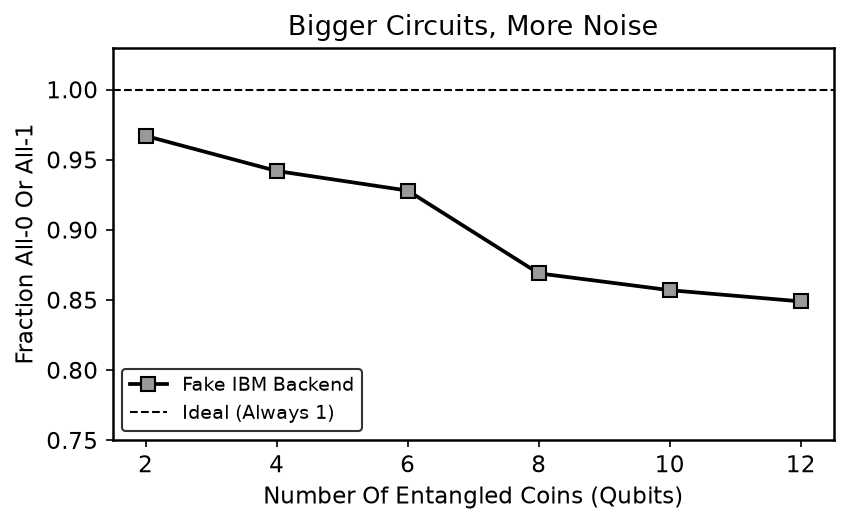 Bigger Circuits, More Noise
Fraction All-0 Or All-1
1.00
0.95
0.90
0.85
0.80
0.75
Fake IBM Backend
Ideal (Always 1)
2 4 6 8 10 12
Number Of Entangled Coins (Qubits)